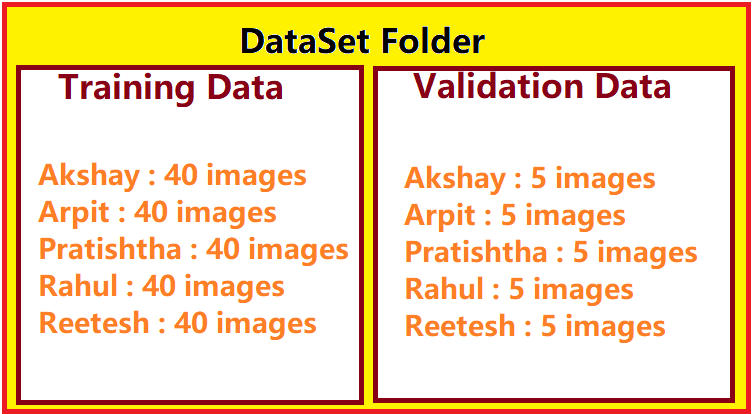 DataSet Folder
Training Data
Akshay : 40 images
Arpit : 40 images
Pratishtha : 40 images
Rahul : 40 images
Reetesh : 40 images
Validation Data
Akshay : 5 images
Arpit : 5 images
Pratishtha : 5 images
Rahul : 5 images
Reetesh : 5 images